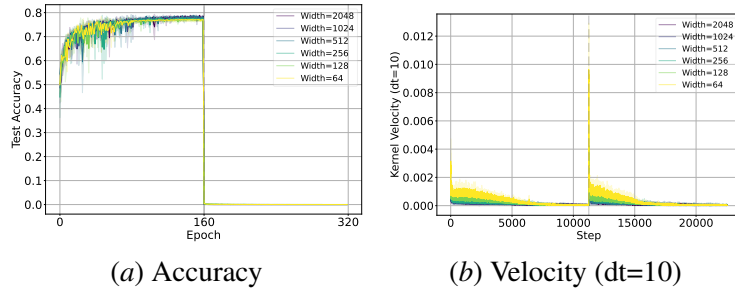 0.8
0.7
0.6
0.5
0.4
0.3
0.2
0.1
0.0
Test Accuracy
Width=2048
Width=1024
Width=512
Width=256
Width=128
Width=64
0
160
320
Epoch
(a) Accuracy
0.012
0.010
0.008
0.006
0.004
0.002
0.000
Kernel Velocity (dt=10)
Width=2048
Width=1024
Width=512
Width=256
Width=128
Width=64
0
5000
10000
15000
20000
Step
(b) Velocity (dt=10)